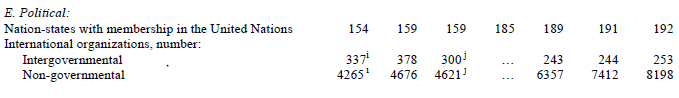 E. Political:
Nation-states with membership in the United Nations 154 159 159 185 189 191 192
International organizations, number:
Intergovernmental 337i 378 300j ... 243 244 253
Non-governmental 4265i 4676 4621j ... 6357 7412 8198